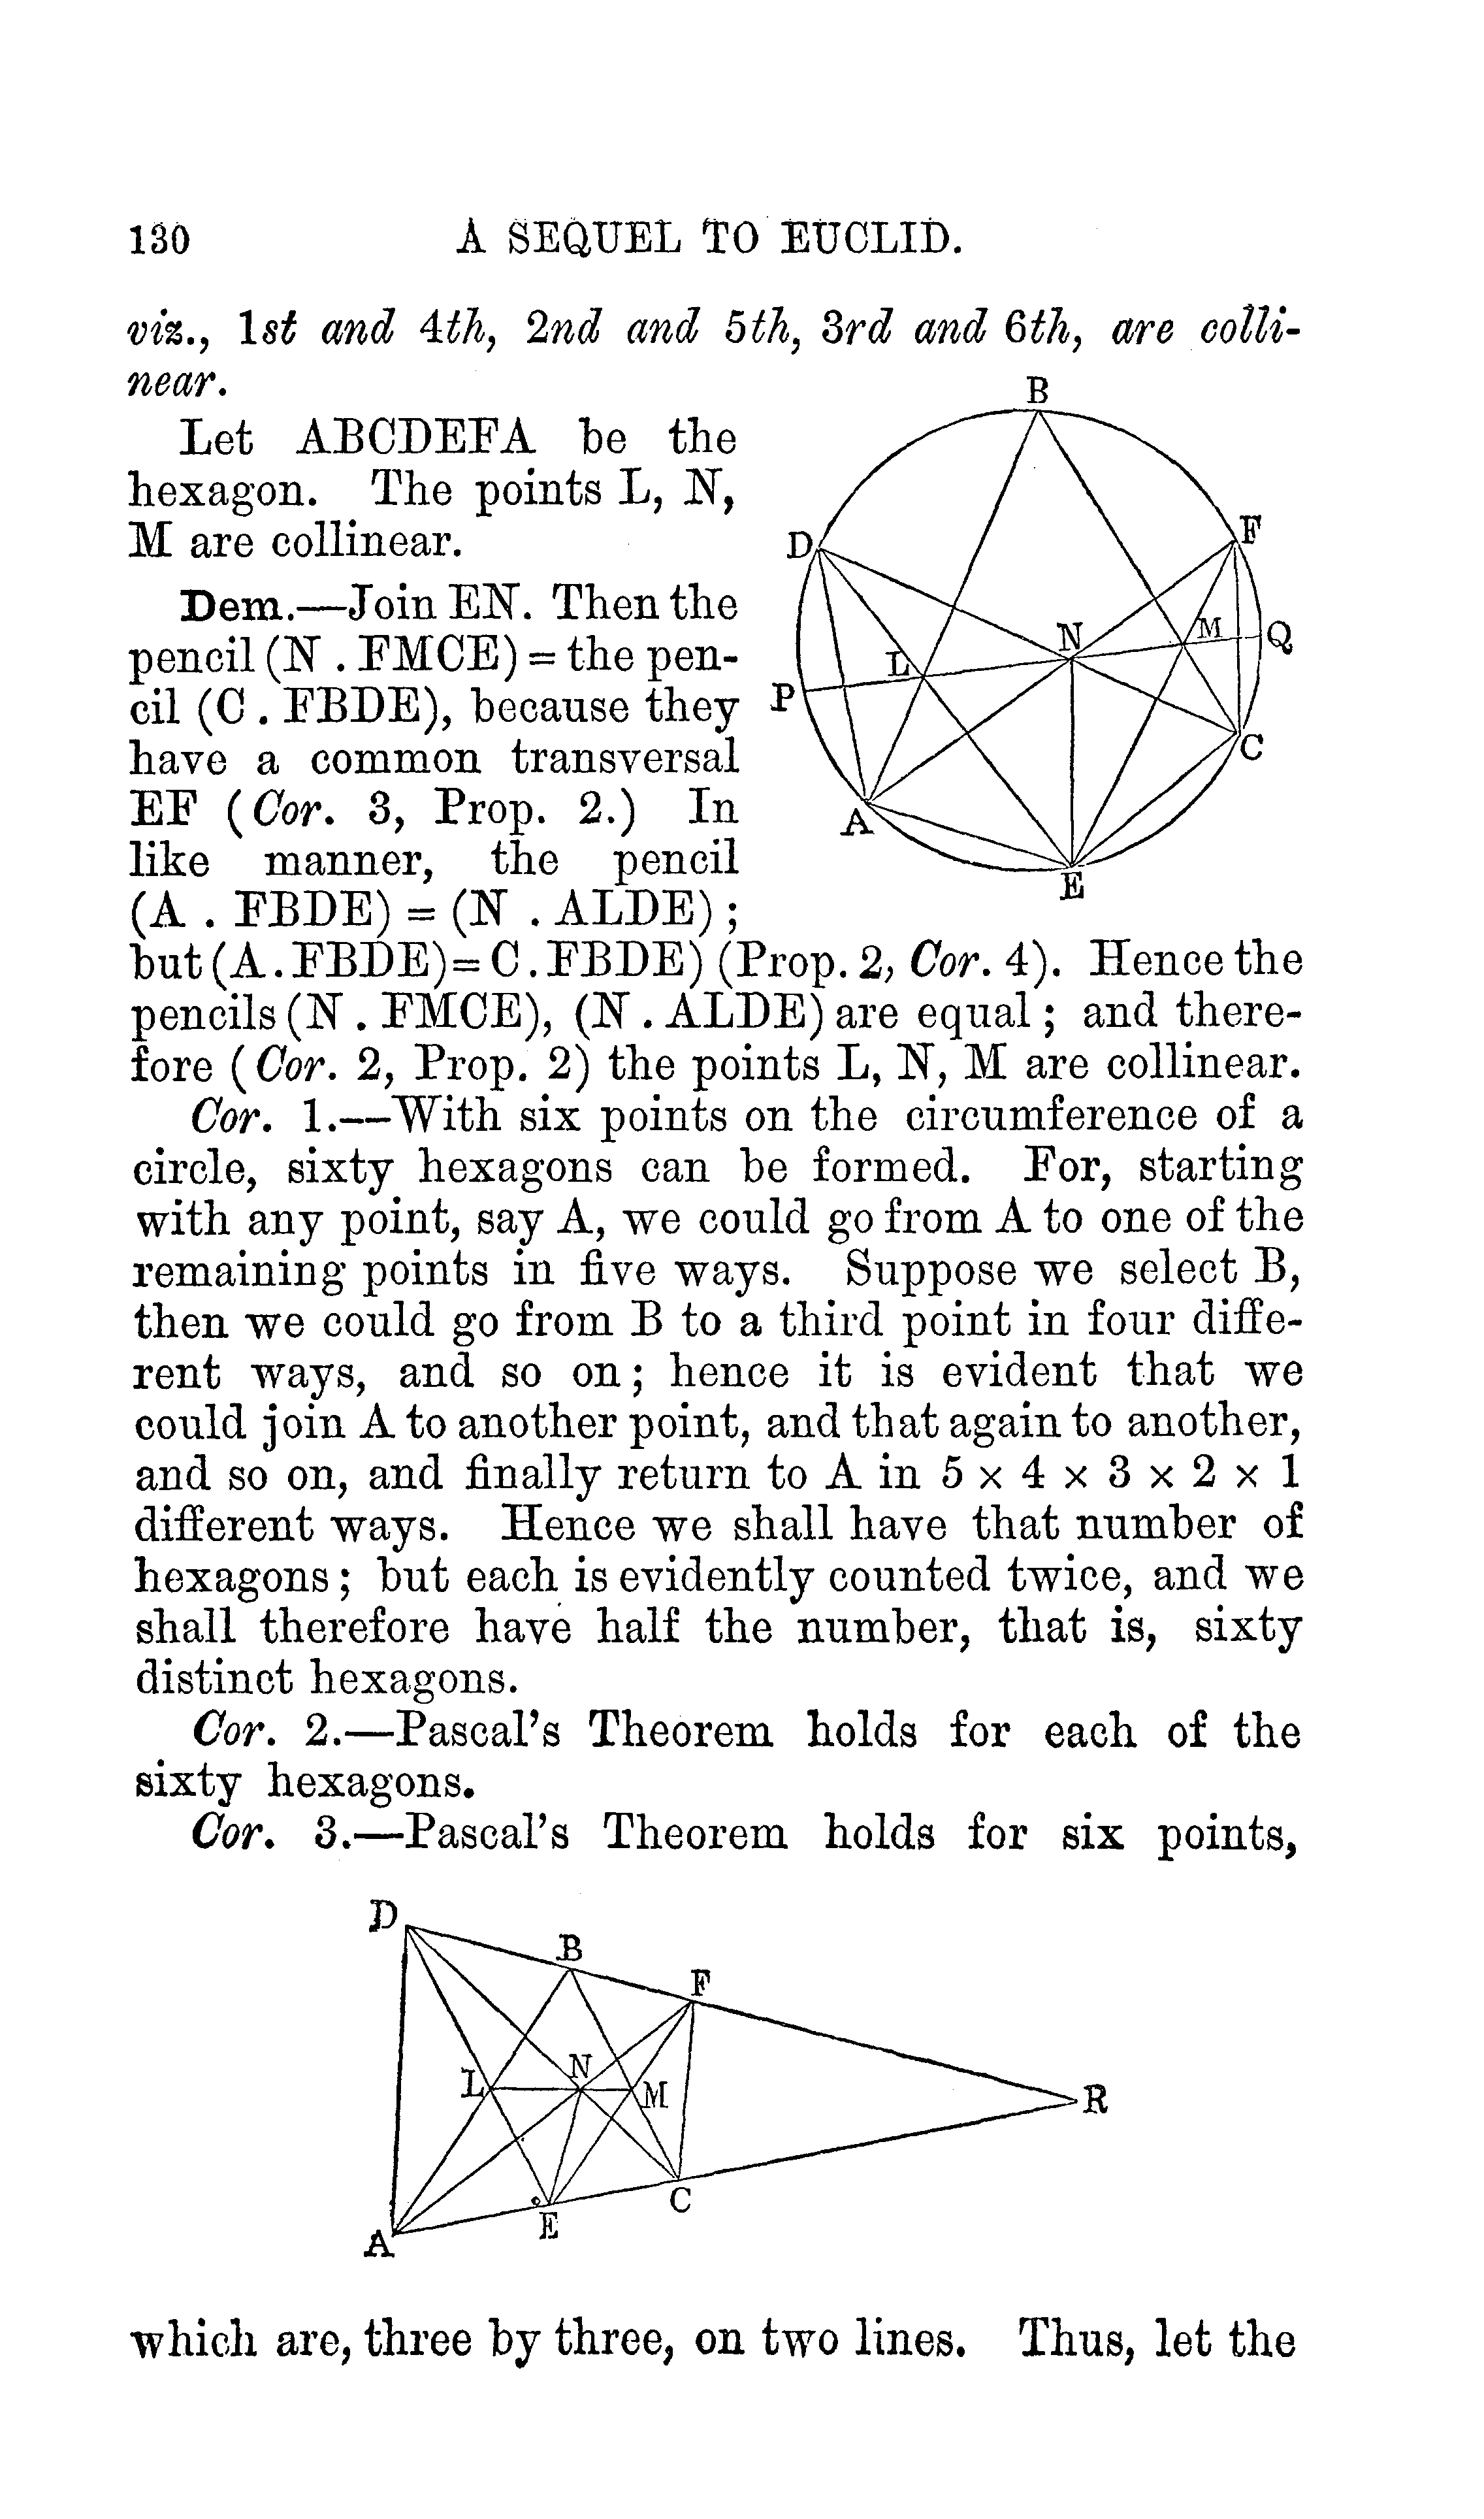 130 A SEQUEL TO EUCLID.
viz., 1st and 4th, 2nd and 5th, 3rd and 6th, are colli-
near.
Let ABCDEFA be the
hexagon. The points L, N,
M are collinear.
Dem.—Join EN. Then the
pencil (N . FMCE) = the pen-
cil (C . FBDE), because they
have a common transversal
EF (Cor. 3, Prop. 2.) In
like manner, the pencil
(A . FBDE) = (N . ALDE) ;
B
D
F
N
M
Q
L
P
C
A
E
but (A.FBDE)= C.FBDE) (Prop. 2, Cor. 4). Hence the
pencils (N . FMCE), (N . ALDE) are equal ; and there-
fore (Cor. 2, Prop. 2) the points L, N, M are collinear.
Cor. 1.—With six points on the circumference of a
circle, sixty hexagons can be formed. For, starting
with any point, say A, we could go from A to one of the
remaining points in five ways. Suppose we select B,
then we could go from B to a third point in four diffe-
rent ways, and so on ; hence it is evident that we
could join A to another point, and that again to another,
and so on, and finally return to A in 5 × 4 × 3 × 2 × 1
different ways. Hence we shall have that number of
hexagons ; but each is evidently counted twice, and we
shall therefore have half the number, that is, sixty
distinct hexagons.
Cor. 2.—Pascal's Theorem holds for each of the
sixty hexagons.
Cor. 3.—Pascal's Theorem holds for six points,
D
B
F
N
L
M
R
C
E
A
which are, three by three, on two lines. Thus, let the